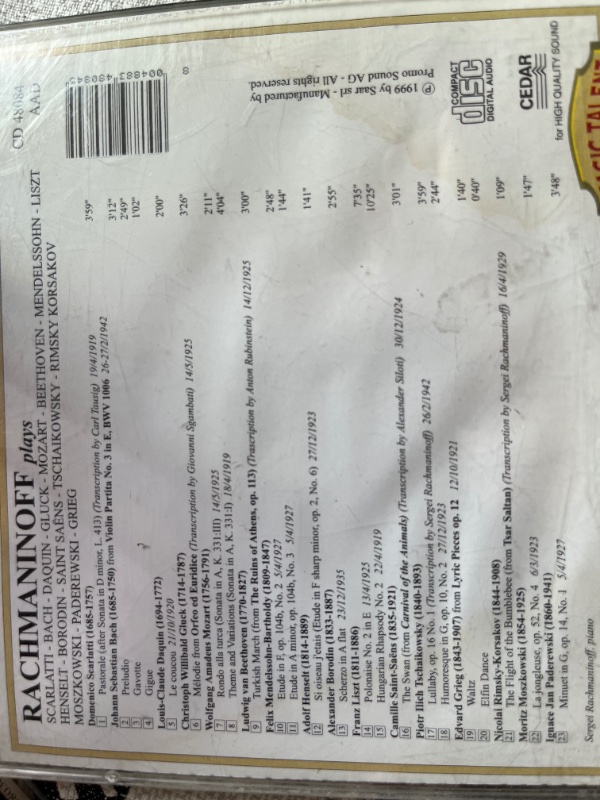 RACHMANINOFF plays
CD 48084
SCARLATTI - BACH - DAQUIN - GLUCK - MOZART - BEETHOVEN - MENDELSSOHN - LISZT
AAD
HENSELT - BORODIN - SAINT SAËNS - TSCHAIKOWSKY - RIMSKY KORSAKOV
MOSZKOWSKI - PADEREWSKI - GRIEG
Domenico Scarlatti (1685-1757)
1 Pastorale (after Sonata in D minor, L. 413) (Transcription by Carl Tausig) 19/4/1919 3'59"
Johann Sebastian Bach (1685-1750) from Violin Partita No. 3 in E, BWV 1006 26-27/2/1942
2 Preludio 3'12"
3 Gavotte 2'49"
4 Gigue 1'02"
Louis-Claude Daquin (1694-1772)
5 Le coucou 21/10/1920 2'00"
Christoph Willibald Gluck (1714-1787)
6 Mélodie from Orfeo ed Euridice (Transcription by Giovanni Sgambati) 14/5/1925 3'26"
Wolfgang Amadeus Mozart (1756-1791)
7 Rondo alla turca (Sonata in A, K. 331:III) 14/5/1925 2'11"
8 Theme and Variations (Sonata in A, K. 331:I) 18/4/1919 4'04"
Ludwig van Beethoven (1770-1827)
9 Turkish March (from The Ruins of Athens, op. 113) (Transcription by Anton Rubinstein) 14/12/1925 3'00"
Felix Mendelssohn-Bartholdy (1809-1847)
10 Etude in F, op. 104b, No. 2 5/4/1927 2'48"
11 Etude in A minor, op. 104b, No. 3 5/4/1927 1'44"
Adolf Henselt (1814-1889)
12 Si oiseau j'etais (Etude in F sharp minor, op. 2, No. 6) 27/12/1923 1'41"
Alexander Borodin (1833-1887)
13 Scherzo in A flat 23/12/1935 2'55"
Franz Liszt (1811-1886)
14 Polonaise No. 2 in E 13/4/1925 7'35"
15 Hungarian Rhapsody No. 2 22/4/1919 10'25"
Camille Saint-Saëns (1835-1921)
16 The Swan (from Carnival of the Animals) (Transcription by Alexander Siloti) 30/12/1924 3'01"
Piotr Ilich Tschaikowsky (1840-1893)
17 Lullaby, op. 16 No. 1 (Transcription by Sergei Rachmaninoff) 26/2/1942 3'59"
18 Humoresque in G, op. 10, No. 2 27/12/1923 2'44"
Edvard Grieg (1843-1907) from Lyric Pieces op. 12 12/10/1921
19 Waltz 1'40"
20 Elfin Dance 0'40"
Nicolai Rimsky-Korsakov (1844-1908)
21 The Flight of the Bumblebee (from Tsar Saltan) (Transcription by Sergei Rachmaninoff) 16/4/1929 1'09"
Moritz Moszkowski (1854-1925)
22 La jongleuse, op. 52, No. 4 6/3/1923 1'47"
Ignace Jan Paderewski (1860-1941)
23 Minuet in G, op. 14, No. 1 5/4/1927 3'48"
Sergei Rachmaninoff, piano
8
℗ 1999 by Saar srl - Manufactured by
Promo Sound AG - All rights reserved.
COMPACT
disc
DIGITAL AUDIO
CEDAR
for HIGH QUALITY SOUND